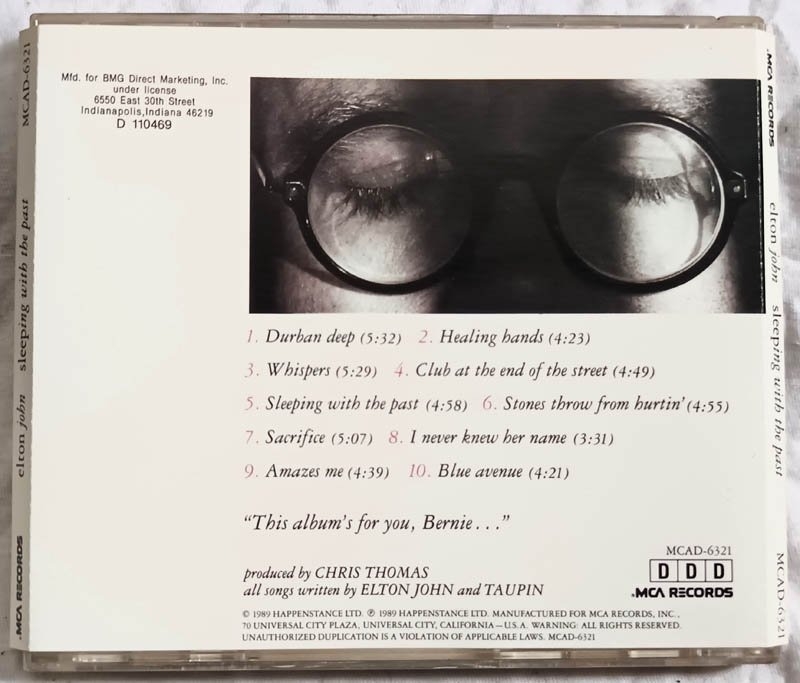 MCAD-6321
sleeping with the past
elton john
MCA RECORDS
Mfd. for BMG Direct Marketing, Inc.
under license
6550 East 30th Street
Indianapolis,Indiana 46219
D 110469
1. Durban deep (5:32) 2. Healing hands (4:23)
3. Whispers (5:29) 4. Club at the end of the street (4:49)
5. Sleeping with the past (4:58) 6. Stones throw from hurtin' (4:55)
7. Sacrifice (5:07) 8. I never knew her name (3:31)
9. Amazes me (4:39) 10. Blue avenue (4:21)
"This album's for you, Bernie . . ."
produced by CHRIS THOMAS
all songs written by ELTON JOHN and TAUPIN
MCAD-6321
D D D
MCA RECORDS
© 1989 HAPPENSTANCE LTD. ℗ 1989 HAPPENSTANCE LTD. MANUFACTURED FOR MCA RECORDS, INC.,
70 UNIVERSAL CITY PLAZA, UNIVERSAL CITY, CALIFORNIA—U.S.A. WARNING: ALL RIGHTS RESERVED.
UNAUTHORIZED DUPLICATION IS A VIOLATION OF APPLICABLE LAWS. MCAD-6321
MCA RECORDS
elton john
sleeping with the past
MCAD-6321